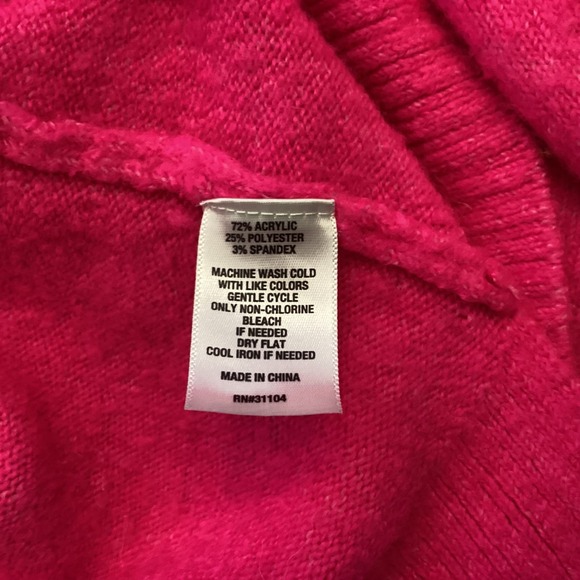 72% ACRYLIC
25% POLYESTER
3% SPANDEX
MACHINE WASH COLD
WITH LIKE COLORS
GENTLE CYCLE
ONLY NON-CHLORINE
BLEACH
IF NEEDED
DRY FLAT
COOL IRON IF NEEDED
MADE IN CHINA
RN#31104